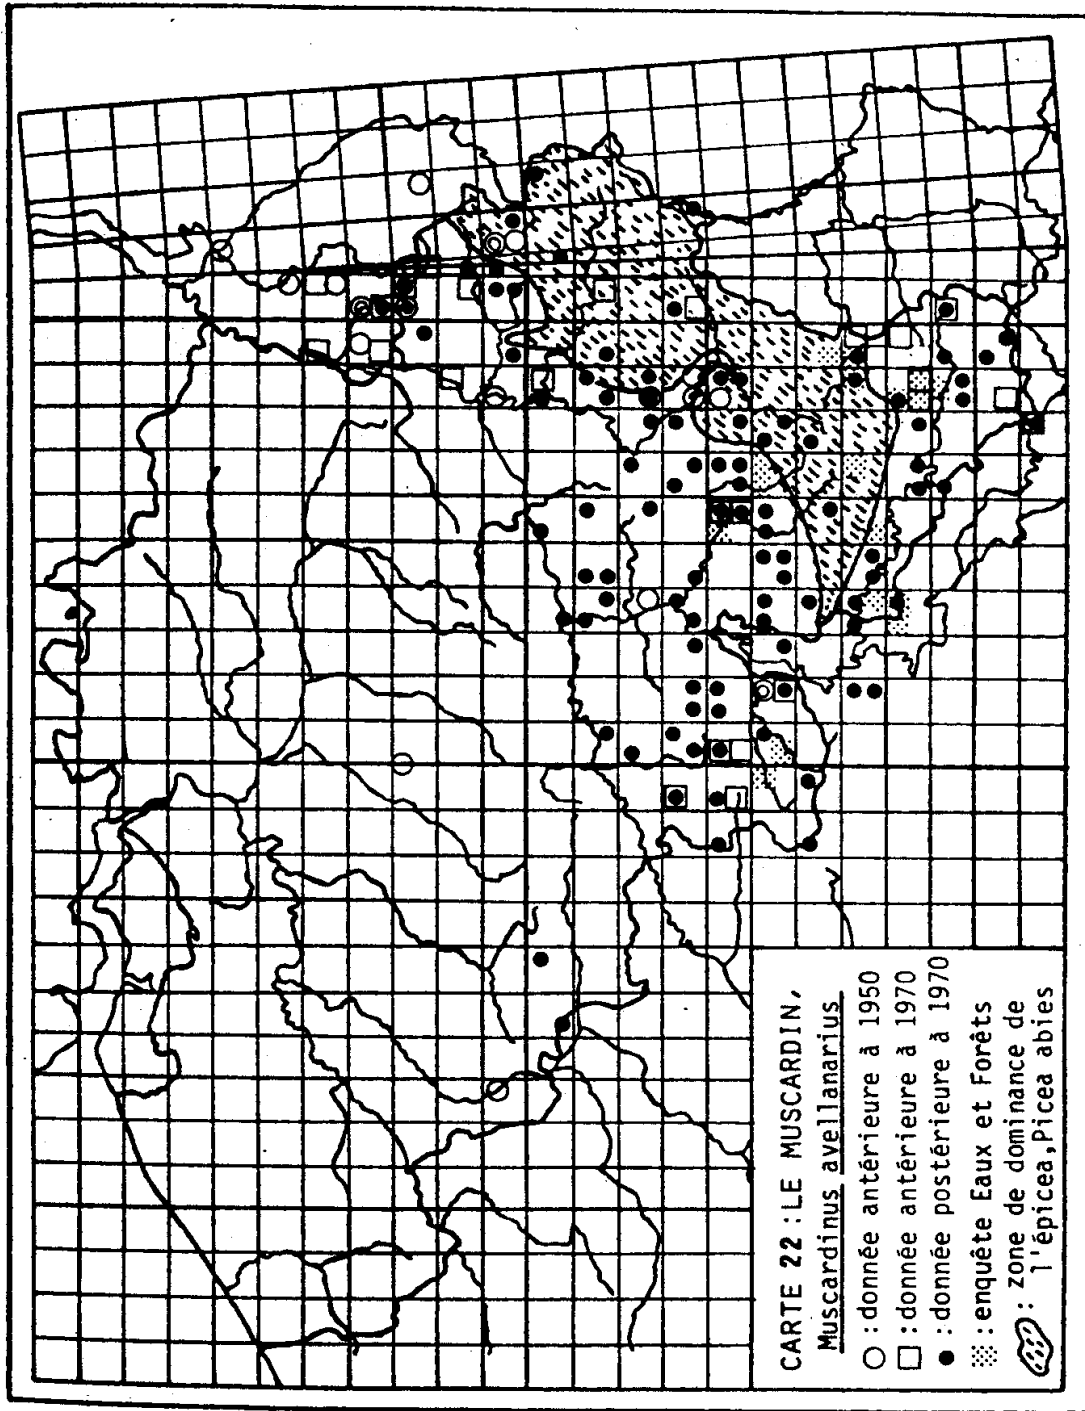 CARTE 22 : LE MUSCARDIN,
Muscardinus avellanarius
○ : donnée antérieure à 1950
□ : donnée antérieure à 1970
● : donnée postérieure à 1970
: enquête Eaux et Forêts
: zone de dominance de
l'épicea, Picea abies